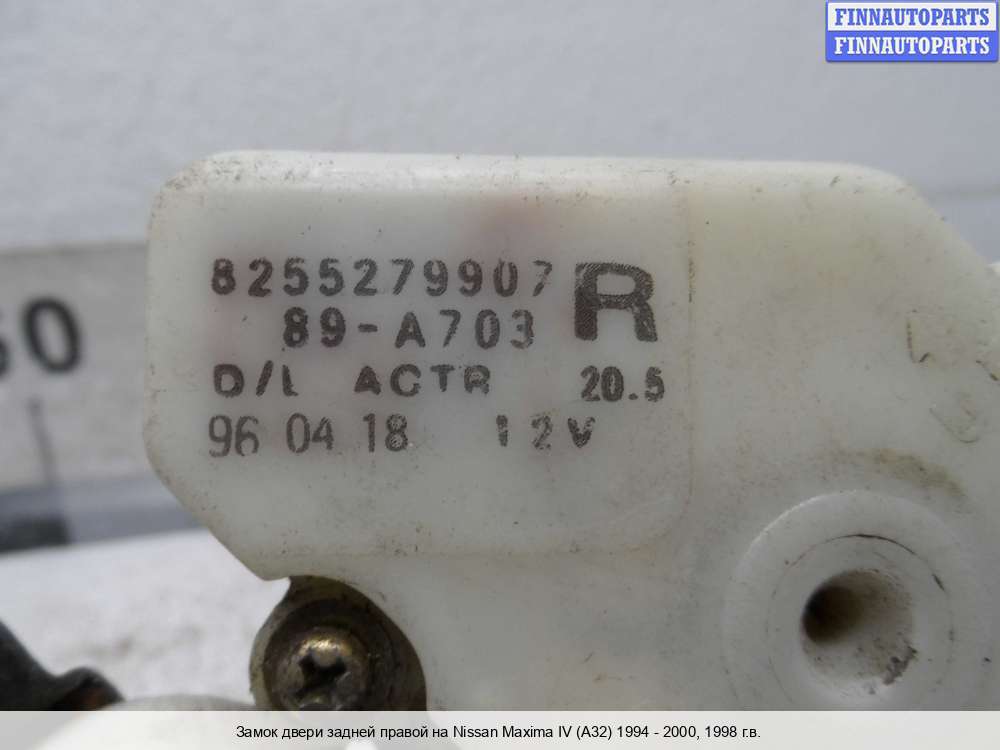 FINNAUTOPARTS
FINNAUTOPARTS
8255279907 R
89-A703
D/L ACTR 20.5
96 04 18 12V
Замок двери задней правой на Nissan Maxima IV (A32) 1994 - 2000, 1998 г.в.